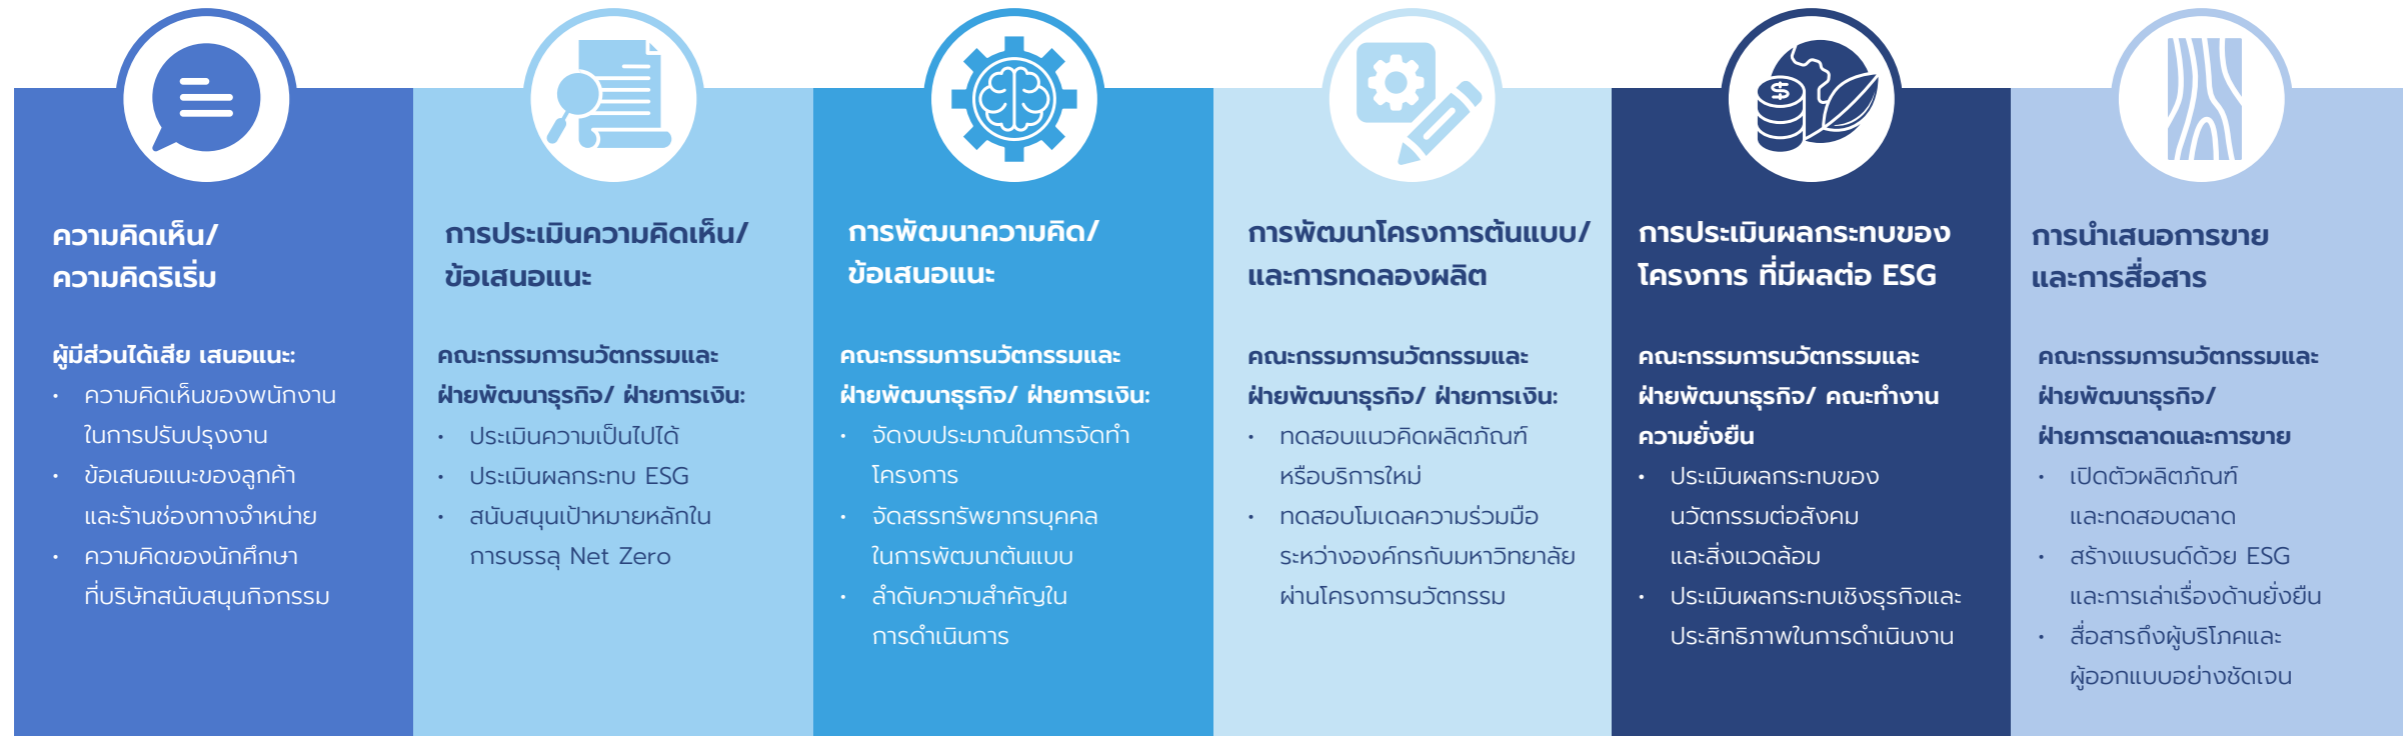 ความคิดเห็น/
ความคิดริเริ่ม
ผู้มีส่วนได้เสีย เสนอแนะ:
• ความคิดเห็นของพนักงาน
ในการปรับปรุงงาน
• ข้อเสนอแนะของลูกค้า
และร้านช่องทางจำหน่าย
• ความคิดของนักศึกษา
ที่บริษัทสนับสนุนกิจกรรม
การประเมินความคิดเห็น/
ข้อเสนอแนะ
คณะกรรมการนวัตกรรมและ
ฝ่ายพัฒนาธุรกิจ/ ฝ่ายการเงิน:
• ประเมินความเป็นไปได้
• ประเมินผลกระทบ ESG
• สนับสนุนเป้าหมายหลักใน
การบรรลุ Net Zero
การพัฒนาความคิด/
ข้อเสนอแนะ
คณะกรรมการนวัตกรรมและ
ฝ่ายพัฒนาธุรกิจ/ ฝ่ายการเงิน:
• จัดงบประมาณในการจัดทำ
โครงการ
• จัดสรรทรัพยากรบุคคล
ในการพัฒนาต้นแบบ
• ลำดับความสำคัญใน
การดำเนินการ
การพัฒนาโครงการต้นแบบ/
และการทดลองผลิต
คณะกรรมการนวัตกรรมและ
ฝ่ายพัฒนาธุรกิจ/ ฝ่ายการเงิน:
• ทดสอบแนวคิดผลิตภัณฑ์
หรือบริการใหม่
• ทดสอบโมเดลความร่วมมือ
ระหว่างองค์กรกับมหาวิทยาลัย
ผ่านโครงการนวัตกรรม
$
การประเมินผลกระทบของ
โครงการ ที่มีผลต่อ ESG
คณะกรรมการนวัตกรรมและ
ฝ่ายพัฒนาธุรกิจ/ คณะทำงาน
ความยั่งยืน
• ประเมินผลกระทบของ
นวัตกรรมต่อสังคม
และสิ่งแวดล้อม
• ประเมินผลกระทบเชิงธุรกิจและ
ประสิทธิภาพในการดำเนินงาน
การนำเสนอการขาย
และการสื่อสาร
คณะกรรมการนวัตกรรมและ
ฝ่ายพัฒนาธุรกิจ/
ฝ่ายการตลาดและการขาย
• เปิดตัวผลิตภัณฑ์
และทดสอบตลาด
• สร้างแบรนด์ด้วย ESG
และการเล่าเรื่องด้านยั่งยืน
• สื่อสารถึงผู้บริโภคและ
ผู้ออกแบบอย่างชัดเจน